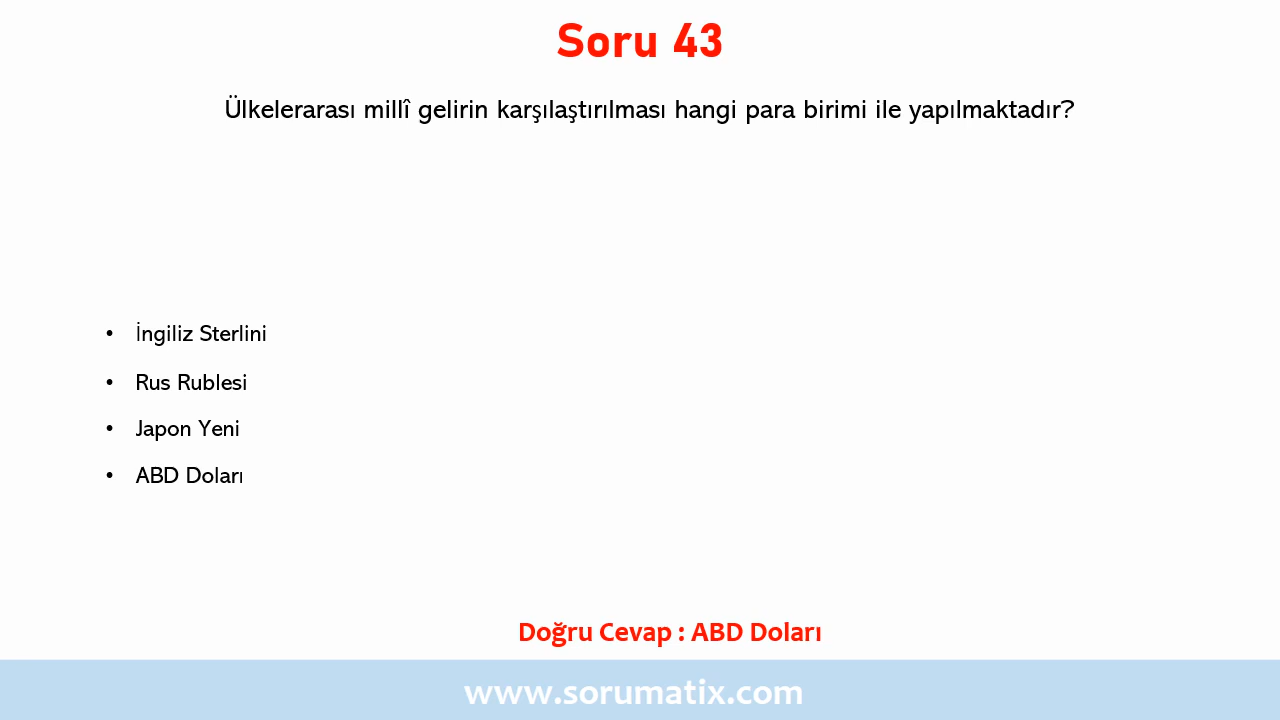 Soru 43
Ülkelerarası millî gelirin karşılaştırılması hangi para birimi ile yapılmaktadır?
• İngiliz Sterlini
• Rus Rublesi
• Japon Yeni
• ABD Doları
Doğru Cevap : ABD Doları
www.sorumatix.com